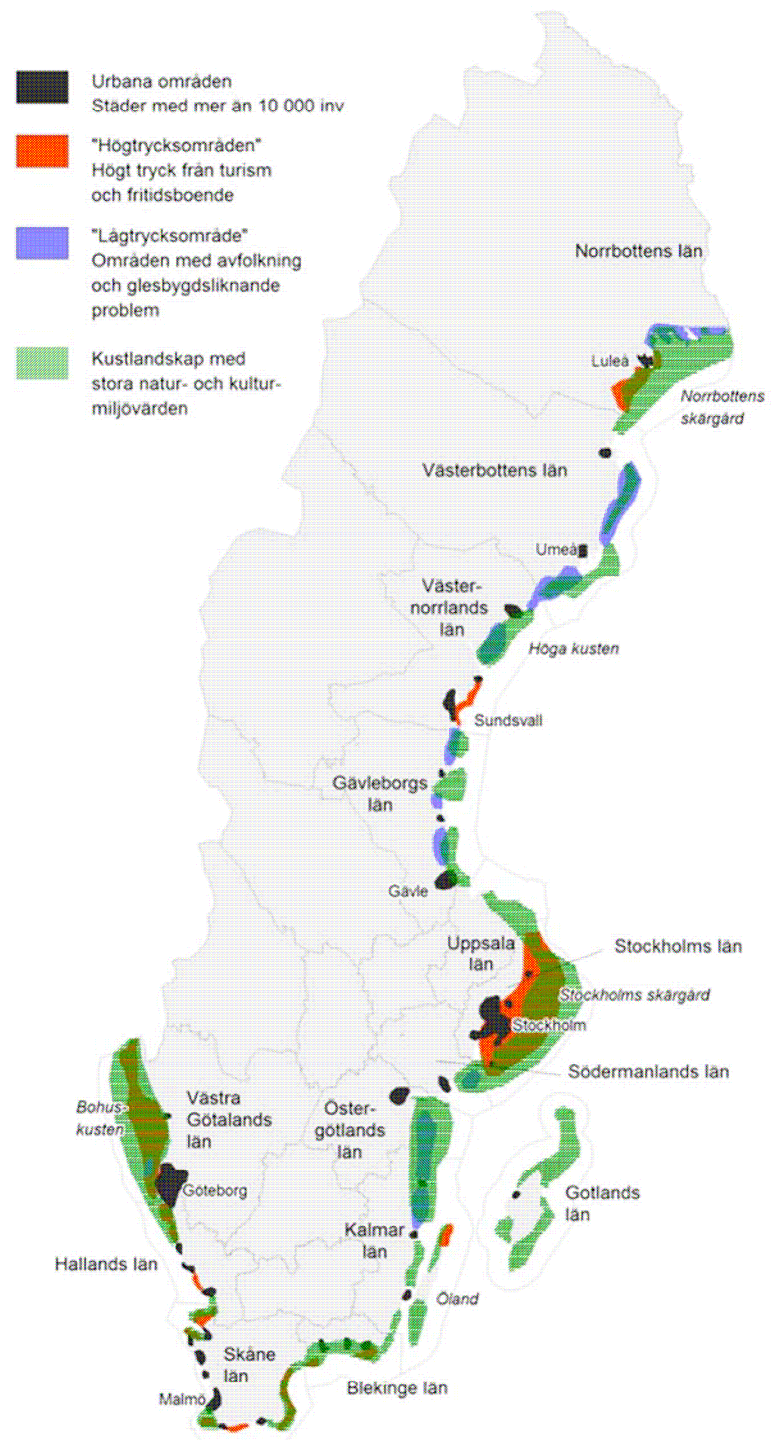 Urbana områden
Städer med mer än 10 000 inv
"Högtrycksområden"
Högt tryck från turism
och fritidsboende
"Lågtrycksområde"
Områden med avfolkning
och glesbygdsliknande
problem
Kustlandskap med
stora natur- och kultur-
miljövärden
Norrbottens län
Luleå
Norrbottens
skärgård
Västerbottens län
Umeå
Väster-
norrlands
län
Höga kusten
Sundsvall
Gävleborgs
län
Gävle
Uppsala
län
Stockholms län
Stockholms skärgård
Stockholm
Södermanlands län
Bohus-
kusten
Västra
Götalands
län
Öster-
götlands
län
Göteborg
Gotlands
län
Kalmar
län
Hallands län
Öland
Skåne
län
Malmö
Blekinge län